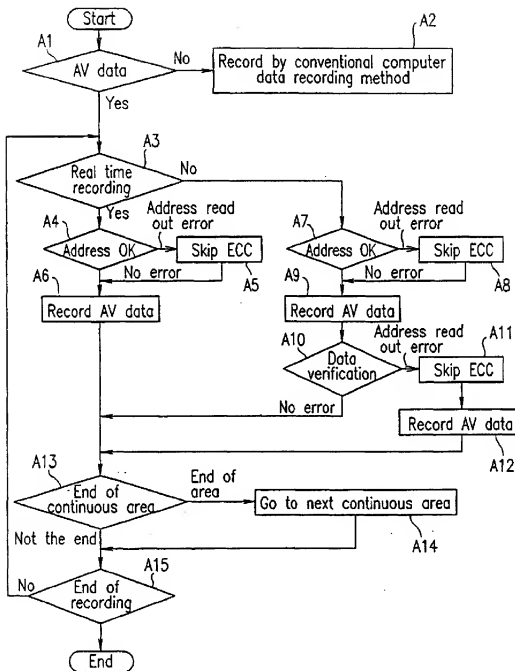 Start
A1
A2
AV data
No
Record by conventional computer
data recording method
Yes
A3
Real time
recording
No
A4
Yes
Address read
out error
A7
Address read
out error
Address OK
Skip ECC
Address OK
Skip ECC
A6
No error
A5
A9
No error
A8
Record AV data
Record AV data
A10
Address read
out error
A11
Data
verification
Skip ECC
No error
Record AV data
A12
A13
End of
area
End of
continuous area
Go to next continuous area
Not the end
A14
A15
No
End of
recording
End